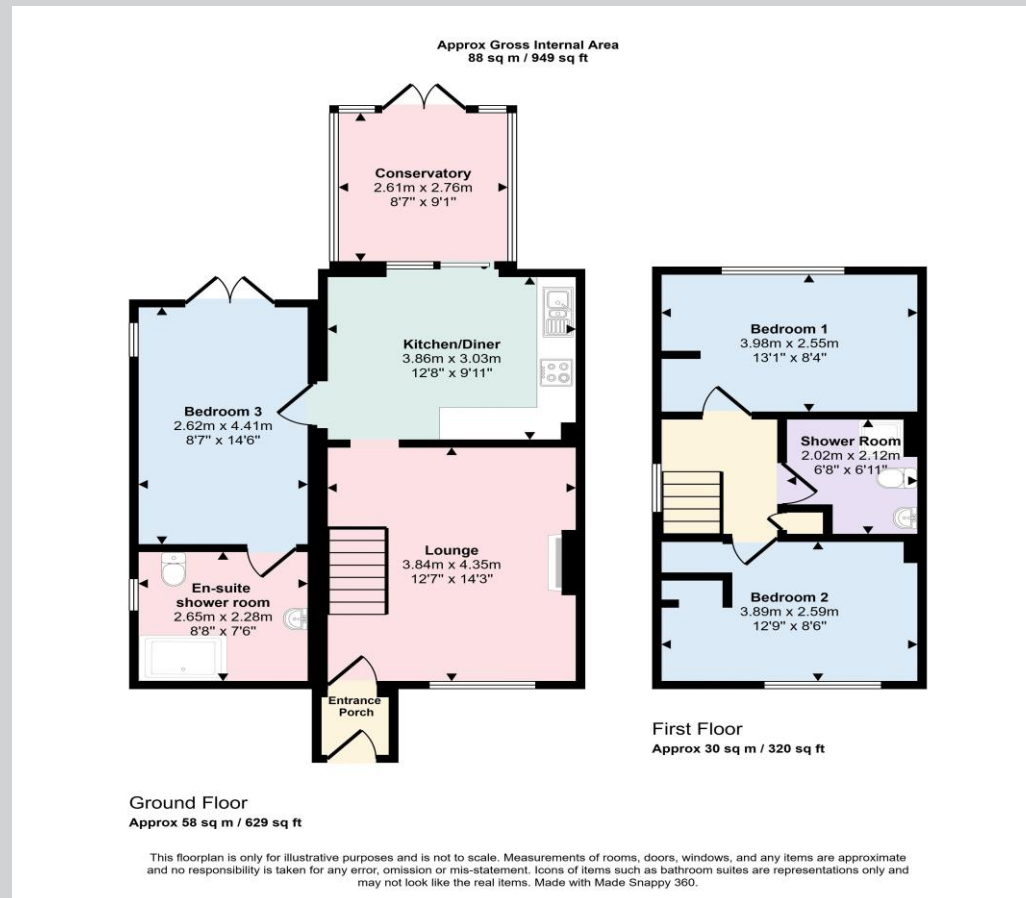 Approx Gross Internal Area
88 sq m / 949 sq ft
Conservatory
2.61m x 2.76m
8'7" x 9'1"
Kitchen/Diner
3.86m x 3.03m
12'8" x 9'11"
Bedroom 3
2.62m x 4.41m
8'7" x 14'6"
Lounge
3.84m x 4.35m
12'7" x 14'3"
En-suite
shower room
2.65m x 2.28m
8'8" x 7'6"
Entrance
Porch
Bedroom 1
3.98m x 2.55m
13'1" x 8'4"
Shower Room
2.02m x 2.12m
6'8" x 6'11"
Bedroom 2
3.89m x 2.59m
12'9" x 8'6"
First Floor
Approx 30 sq m / 320 sq ft
Ground Floor
Approx 58 sq m / 629 sq ft
This floorplan is only for illustrative purposes and is not to scale. Measurements of rooms, doors, windows, and any items are approximate
and no responsibility is taken for any error, omission or mis-statement. Icons of items such as bathroom suites are representations only and
may not look like the real items. Made with Made Snappy 360.